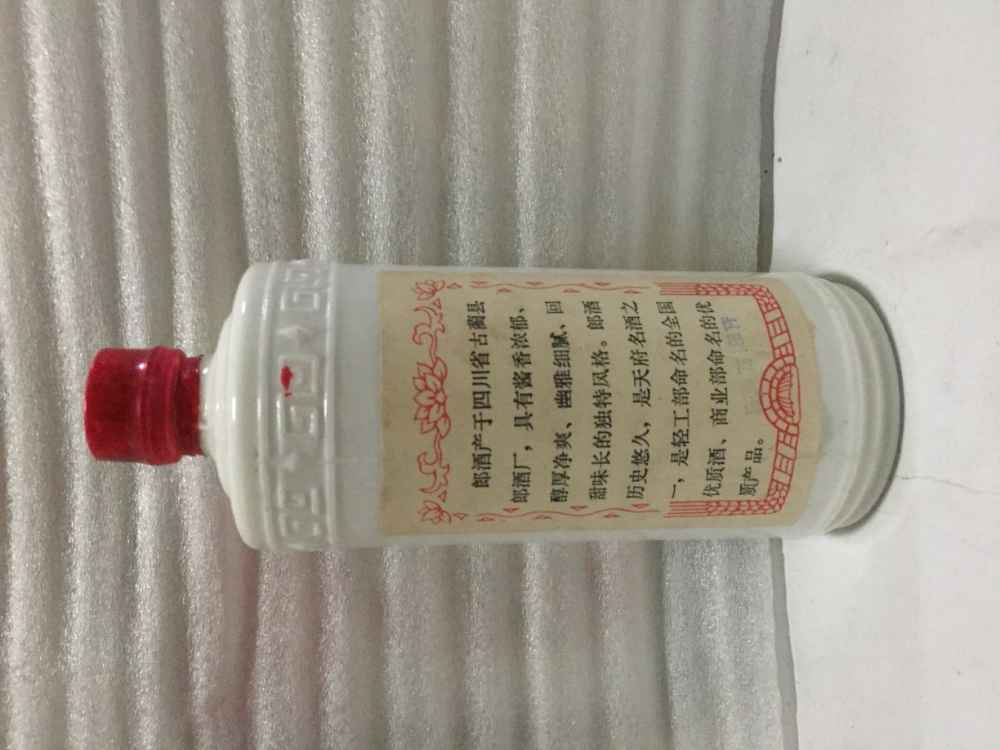 郎酒产于四川省古蔺县
郎酒厂，具有酱香浓郁、
醇厚净爽、幽雅细腻、回
甜味长的独特风格。郎酒
历史悠久，是天府名酒之
一，是轻工部命名的全国
优质酒、商业部命名的优
质产品。